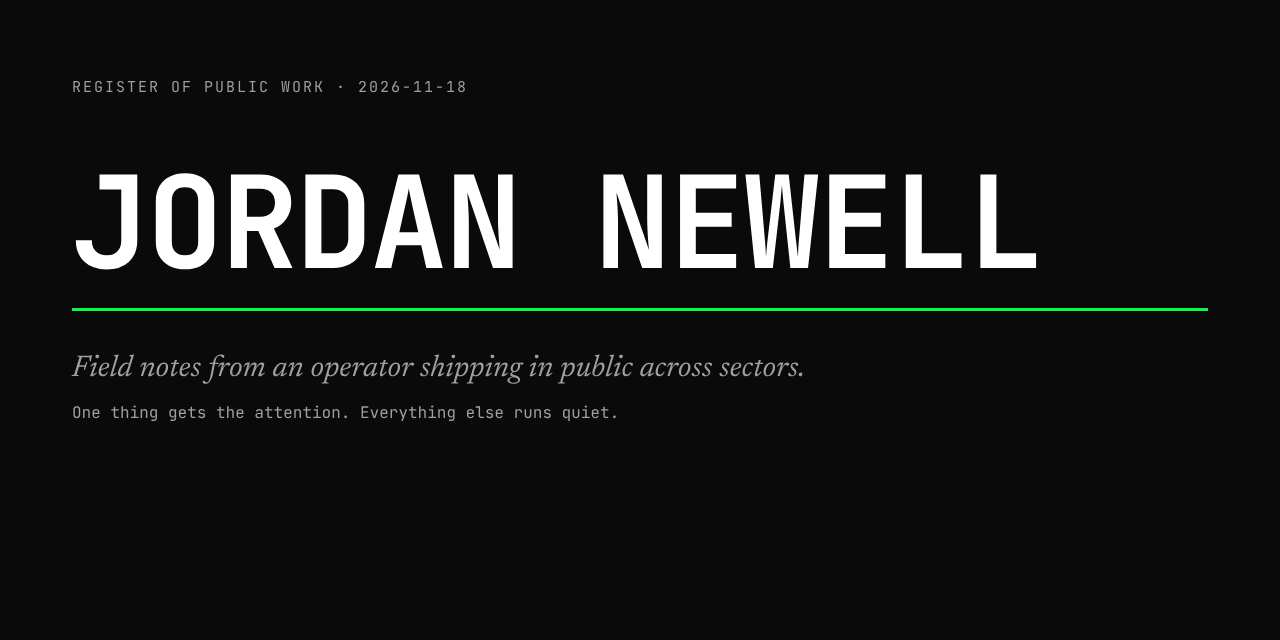 REGISTER OF PUBLIC WORK · 2026-11-18
JORDAN NEWELL
Field notes from an operator shipping in public across sectors.
One thing gets the attention. Everything else runs quiet.